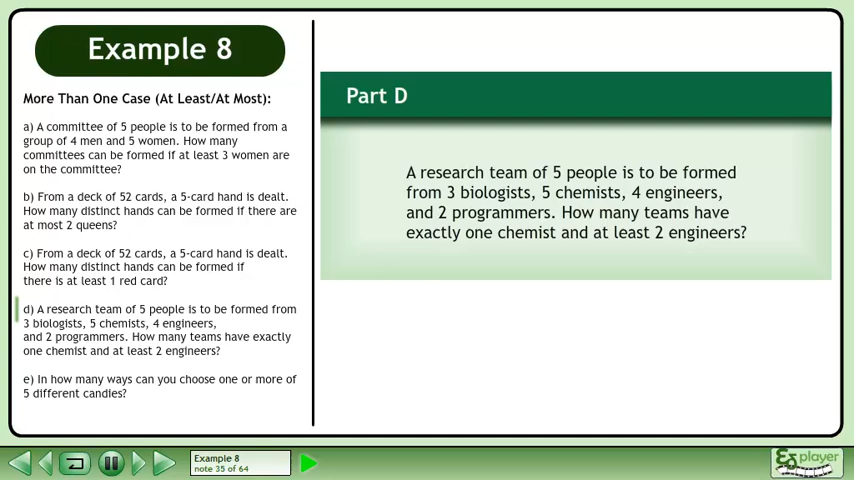 Example 8
More Than One Case (At Least/At Most):
a) A committee of 5 people is to be formed from a
group of 4 men and 5 women. How many
committees can be formed if at least 3 women are
on the committee?
b) From a deck of 52 cards, a 5-card hand is dealt.
How many distinct hands can be formed if there are
at most 2 queens?
c) From a deck of 52 cards, a 5-card hand is dealt.
How many distinct hands can be formed if
there is at least 1 red card?
d) A research team of 5 people is to be formed from
3 biologists, 5 chemists, 4 engineers,
and 2 programmers. How many teams have exactly
one chemist and at least 2 engineers?
e) In how many ways can you choose one or more of
5 different candies?
Part D
A research team of 5 people is to be formed
from 3 biologists, 5 chemists, 4 engineers,
and 2 programmers. How many teams have
exactly one chemist and at least 2 engineers?
Example 8
note 35 of 64
player